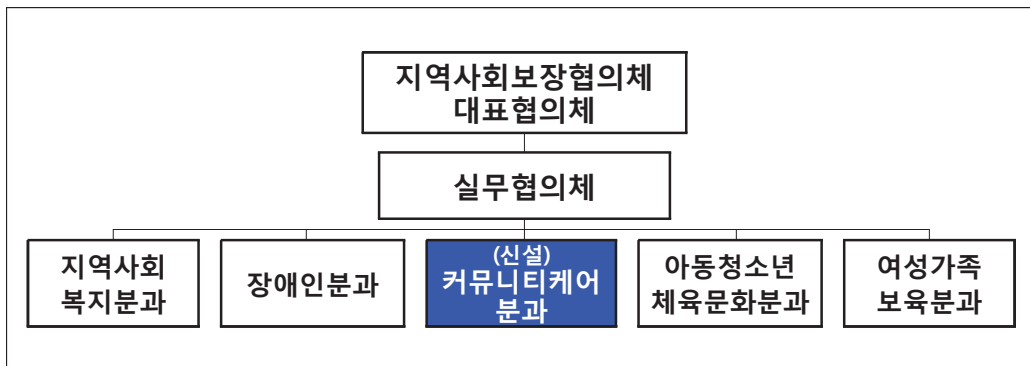 지역사회보장협의체
대표협의체
실무협의체
지역사회
복지분과
장애인분과
(신설)
커뮤니티케어
분과
아동청소년
체육문화분과
여성가족
보육분과